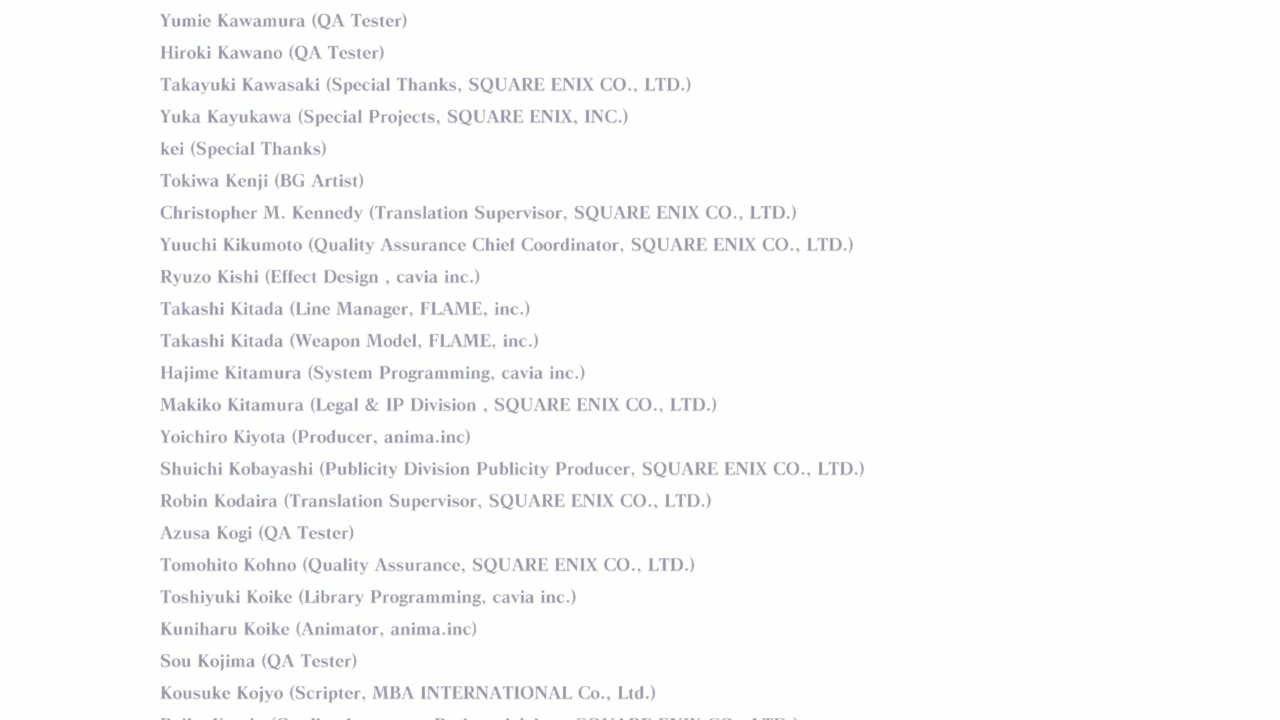 Yumie Kawamura (QA Tester)
Hiroki Kawano (QA Tester)
Takayuki Kawasaki (Special Thanks, SQUARE ENIX CO., LTD.)
Yuka Kayukawa (Special Projects, SQUARE ENIX, INC.)
kei (Special Thanks)
Tokiwa Kenji (BG Artist)
Christopher M. Kennedy (Translation Supervisor, SQUARE ENIX CO., LTD.)
Yuuchi Kikumoto (Quality Assurance Chief Coordinator, SQUARE ENIX CO., LTD.)
Ryuzo Kishi (Effect Design , cavia inc.)
Takashi Kitada (Line Manager, FLAME, inc.)
Takashi Kitada (Weapon Model, FLAME, inc.)
Hajime Kitamura (System Programming, cavia inc.)
Makiko Kitamura (Legal & IP Division , SQUARE ENIX CO., LTD.)
Yoichiro Kiyota (Producer, anima.inc)
Shuichi Kobayashi (Publicity Division Publicity Producer, SQUARE ENIX CO., LTD.)
Robin Kodaira (Translation Supervisor, SQUARE ENIX CO., LTD.)
Azusa Kogi (QA Tester)
Tomohito Kohno (Quality Assurance, SQUARE ENIX CO., LTD.)
Toshiyuki Koike (Library Programming, cavia inc.)
Kuniharu Koike (Animator, anima.inc)
Sou Kojima (QA Tester)
Kousuke Kojyo (Scripter, MBA INTERNATIONAL Co., Ltd.)